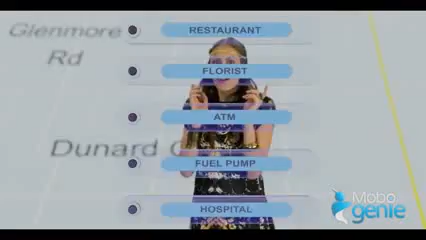 Glenmore
Rd
RESTAURANT
FLORIST
ATM
Dunard
FUEL PUMP
HOSPITAL
Mobo
genie